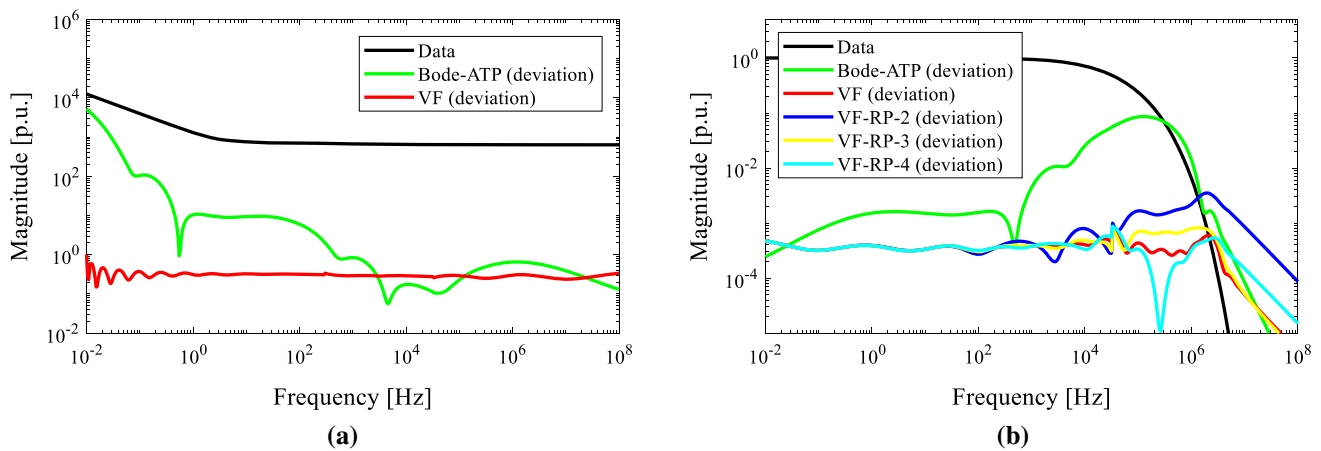 10^6
10^4
10^2
10^0
10^-2
Magnitude [p.u.]
Data
Bode-ATP (deviation)
VF (deviation)
10^-2 10^0 10^2 10^4 10^6 10^8
Frequency [Hz]
(a)
10^0
10^-2
10^-4
Magnitude [p.u.]
Data
Bode-ATP (deviation)
VF (deviation)
VF-RP-2 (deviation)
VF-RP-3 (deviation)
VF-RP-4 (deviation)
10^-2 10^0 10^2 10^4 10^6 10^8
Frequency [Hz]
(b)